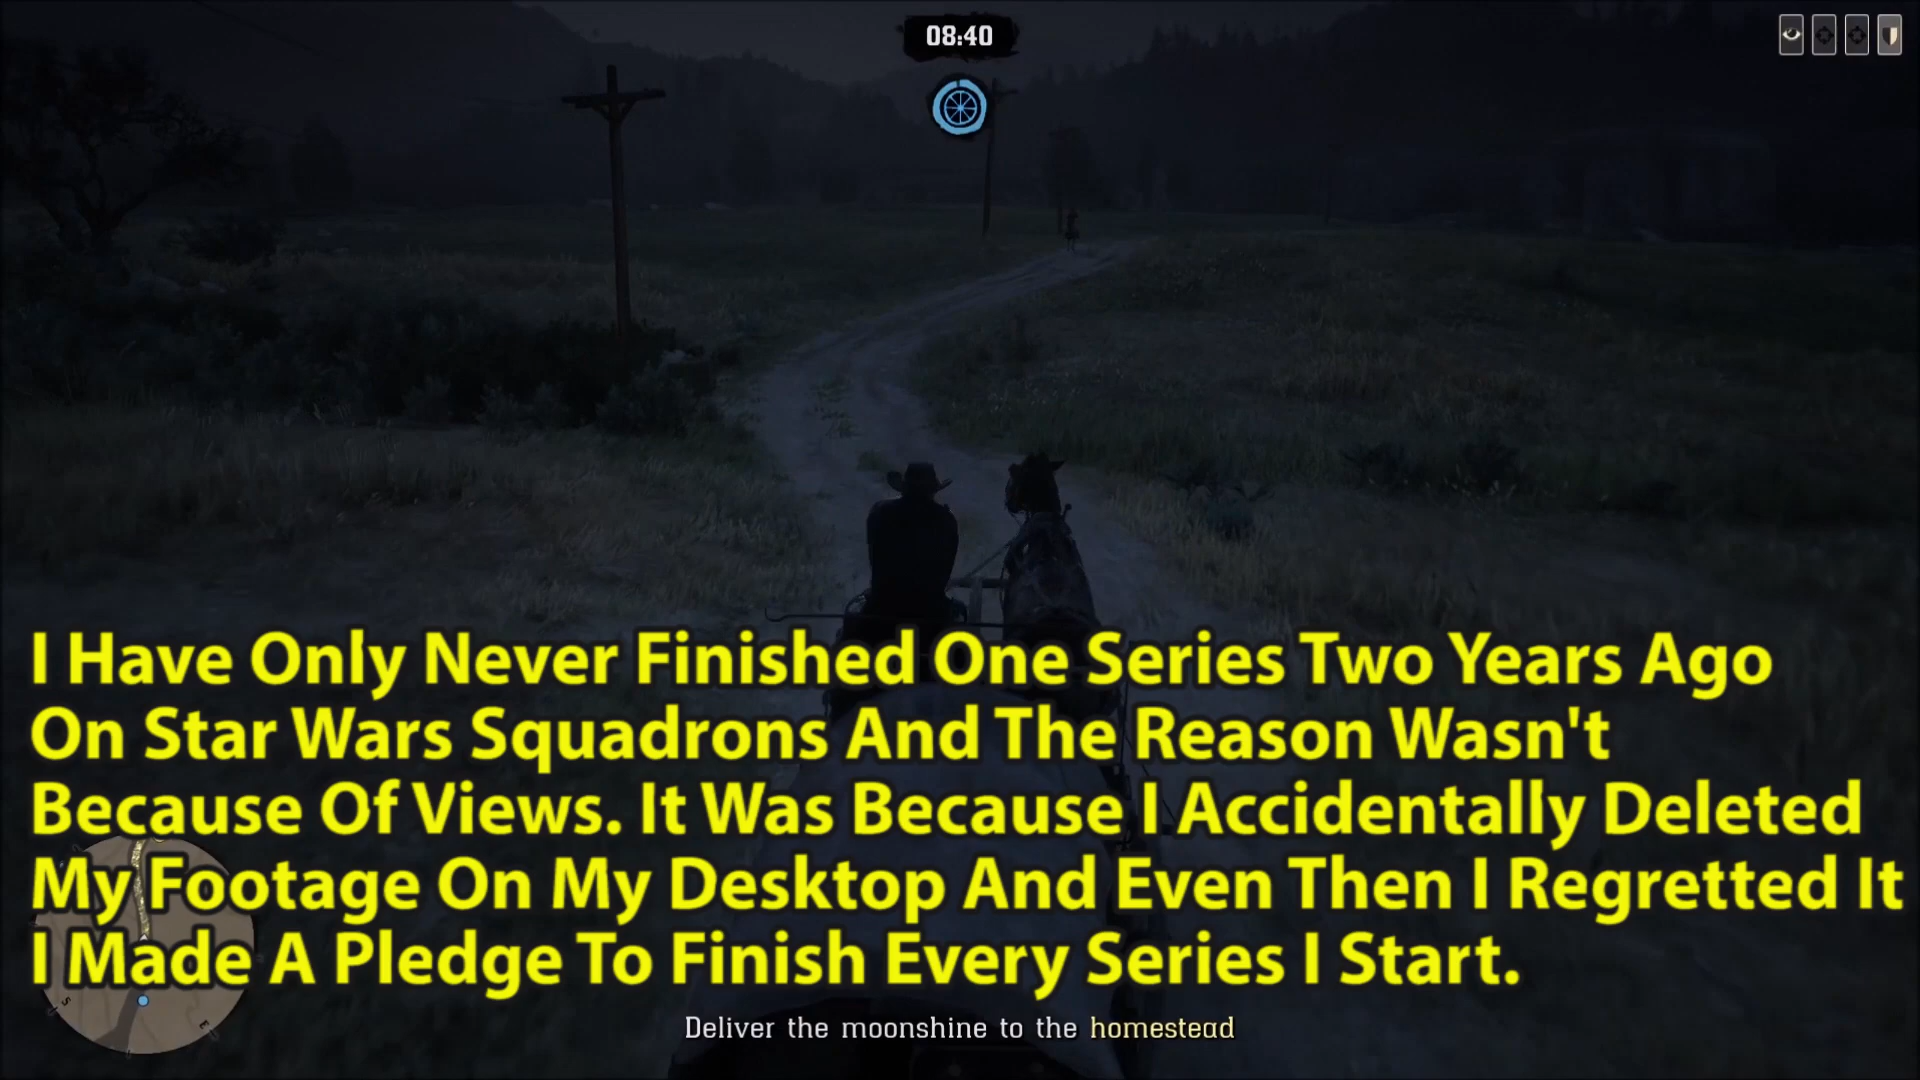 08:40
I Have Only Never Finished One Series Two Years Ago
On Star Wars Squadrons And The Reason Wasn't
Because Of Views. It Was Because I Accidentally Deleted
My Footage On My Desktop And Even Then I Regretted It
I Made A Pledge To Finish Every Series I Start.
S
E
Deliver the moonshine to the homestead